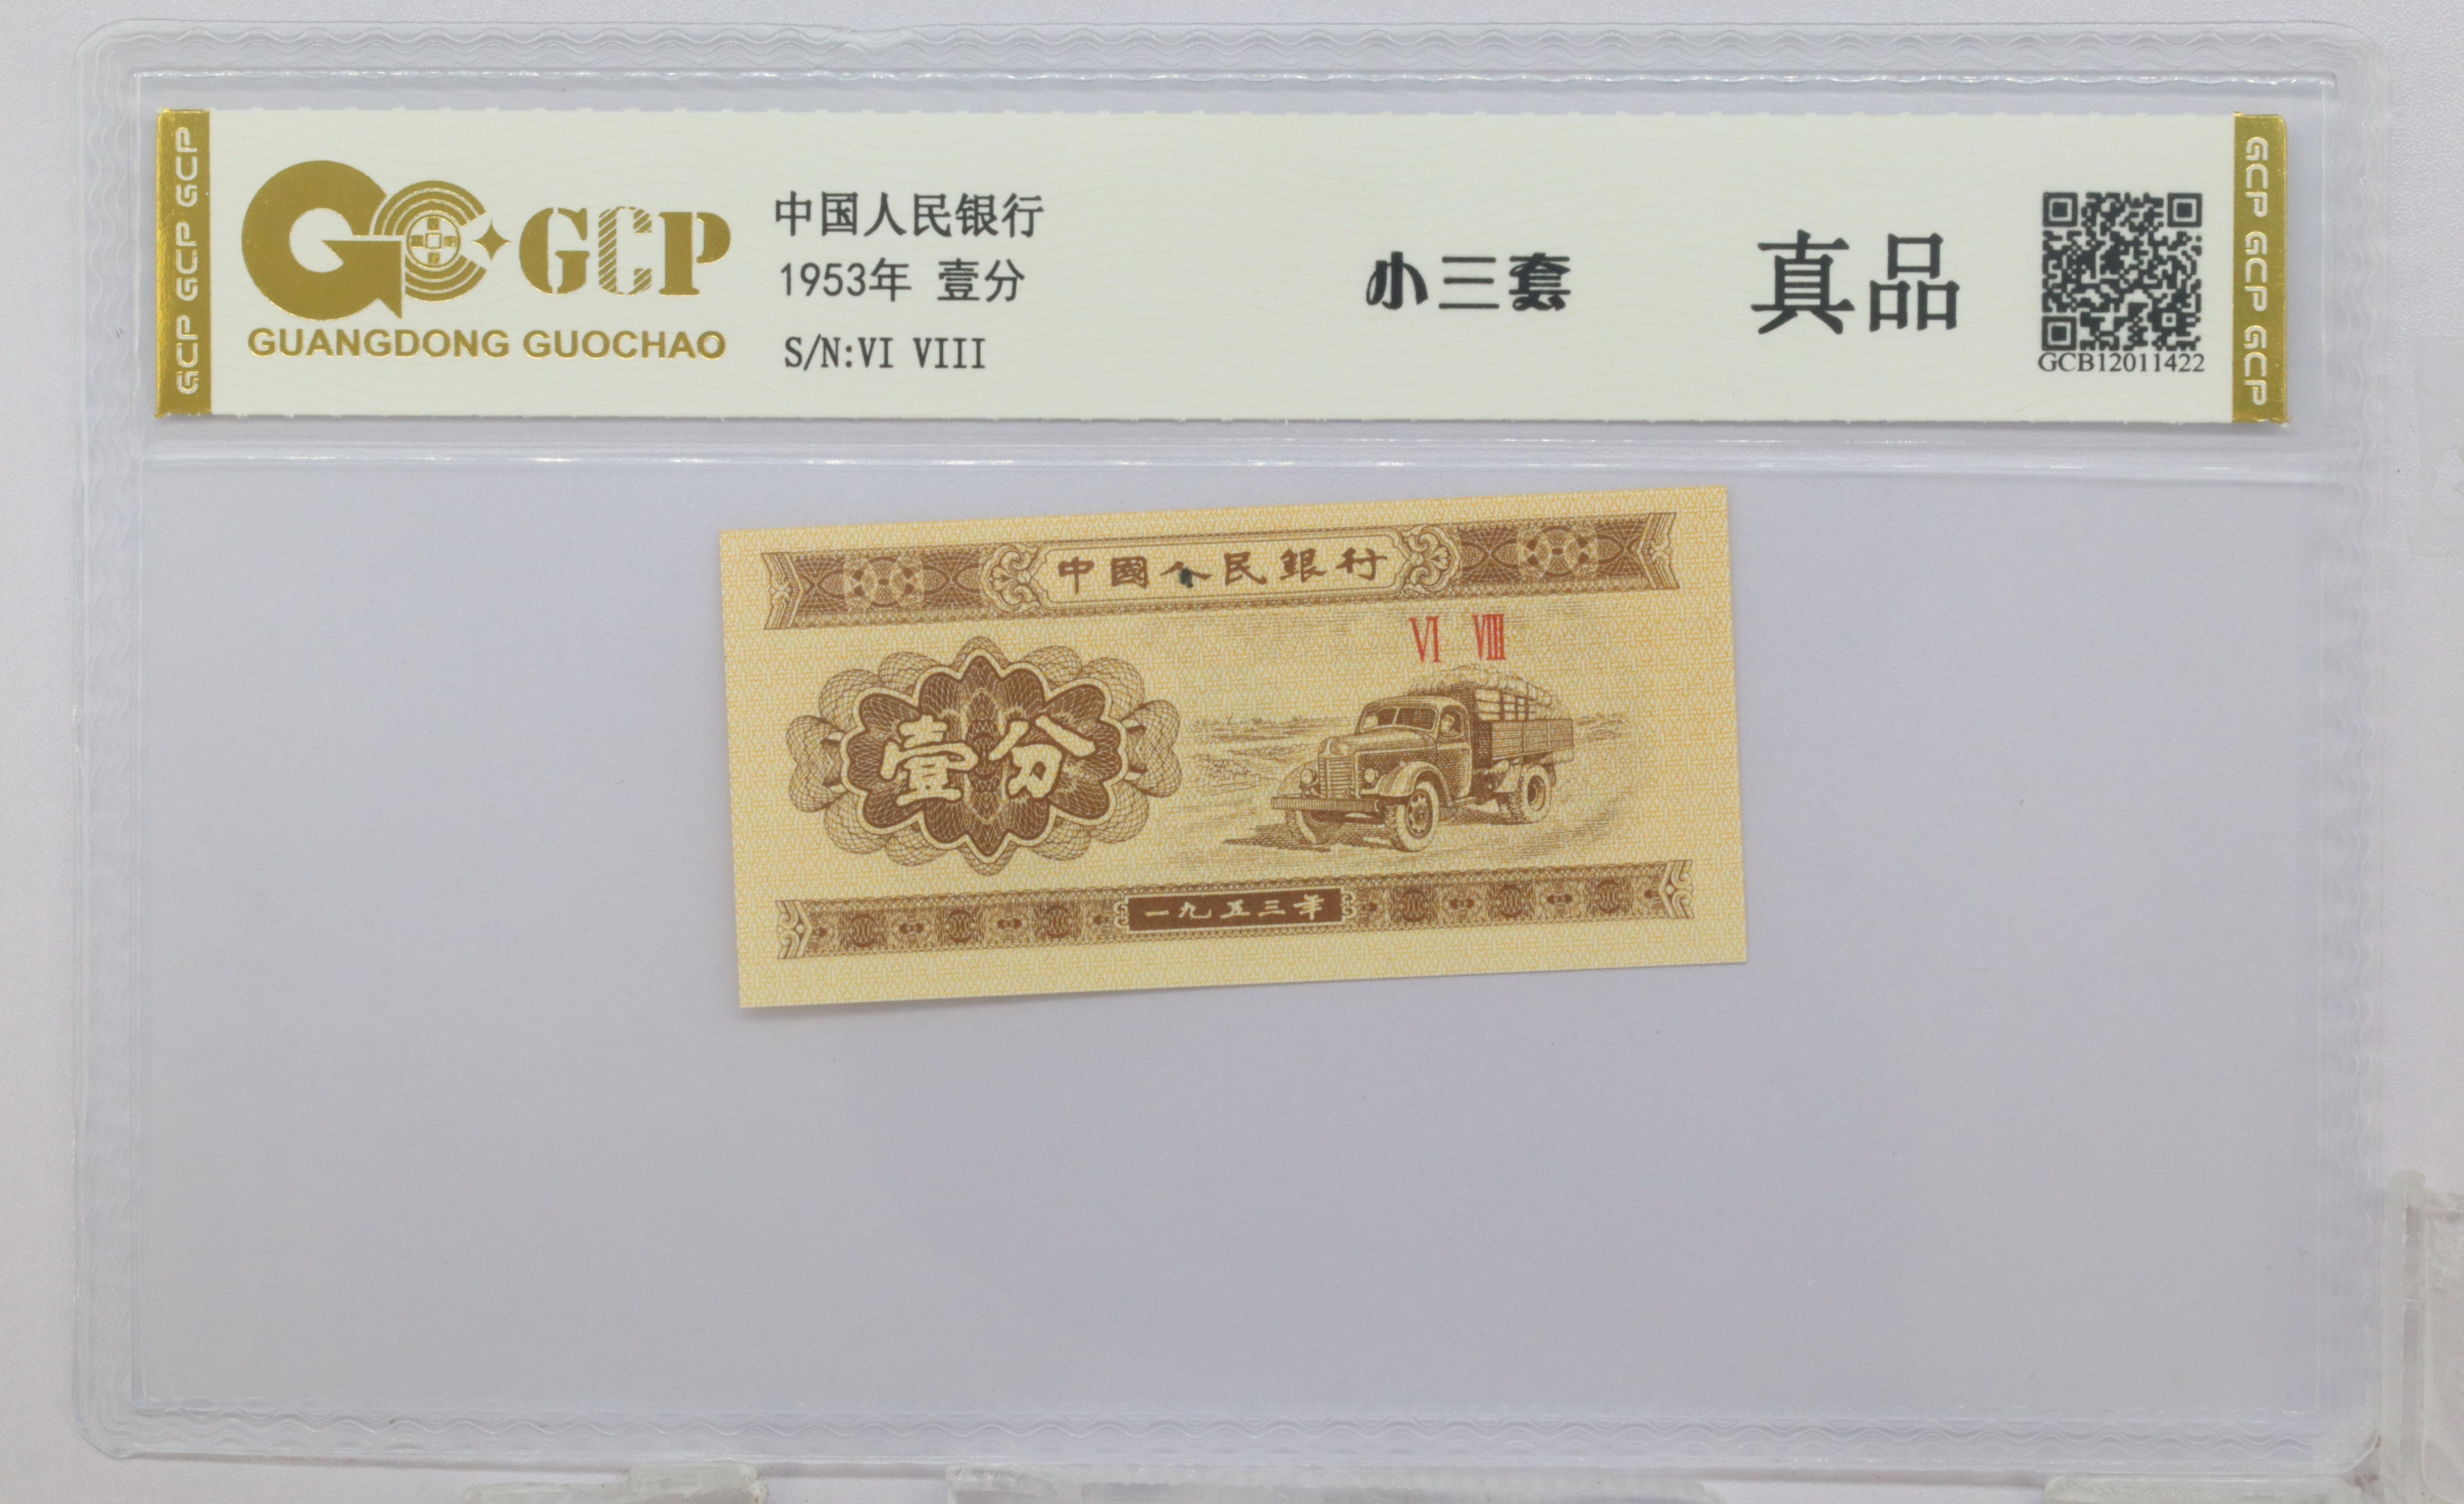 GCP GCP GCP
GCP
GUANGDONG GUOCHAO
中国人民银行
1953年 壹分
S/N:VI VIII
小三套
真品
GCB12011422
GCP GCP GCP
中國人民銀行
VI VIII
壹分
一九五三年